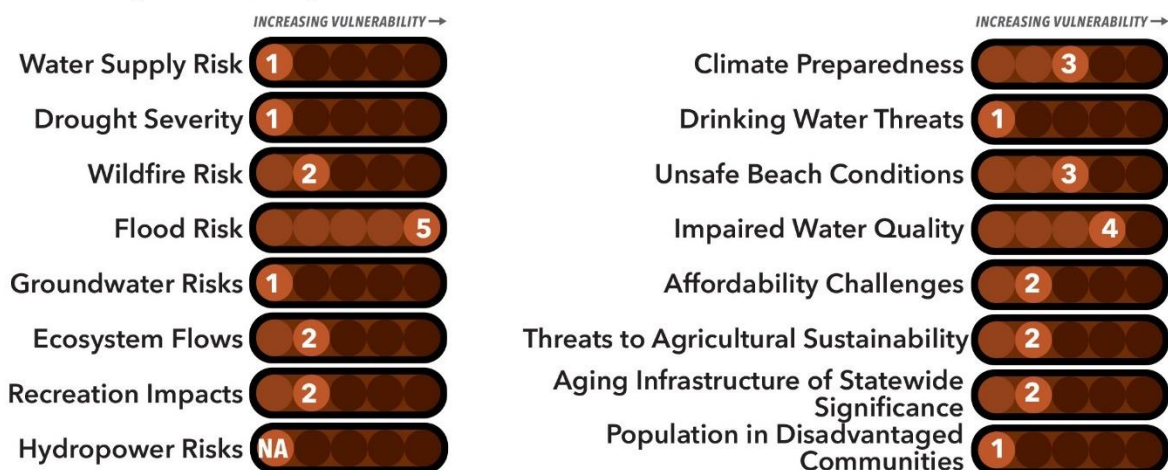 INCREASING VULNERABILITY →
Water Supply Risk 1
Drought Severity 1
Wildfire Risk 2
Flood Risk 5
Groundwater Risks 1
Ecosystem Flows 2
Recreation Impacts 2
Hydropower Risks NA
INCREASING VULNERABILITY →
Climate Preparedness 3
Drinking Water Threats 1
Unsafe Beach Conditions 3
Impaired Water Quality 4
Affordability Challenges 2
Threats to Agricultural Sustainability 2
Aging Infrastructure of Statewide
Significance 2
Population in Disadvantaged
Communities 1